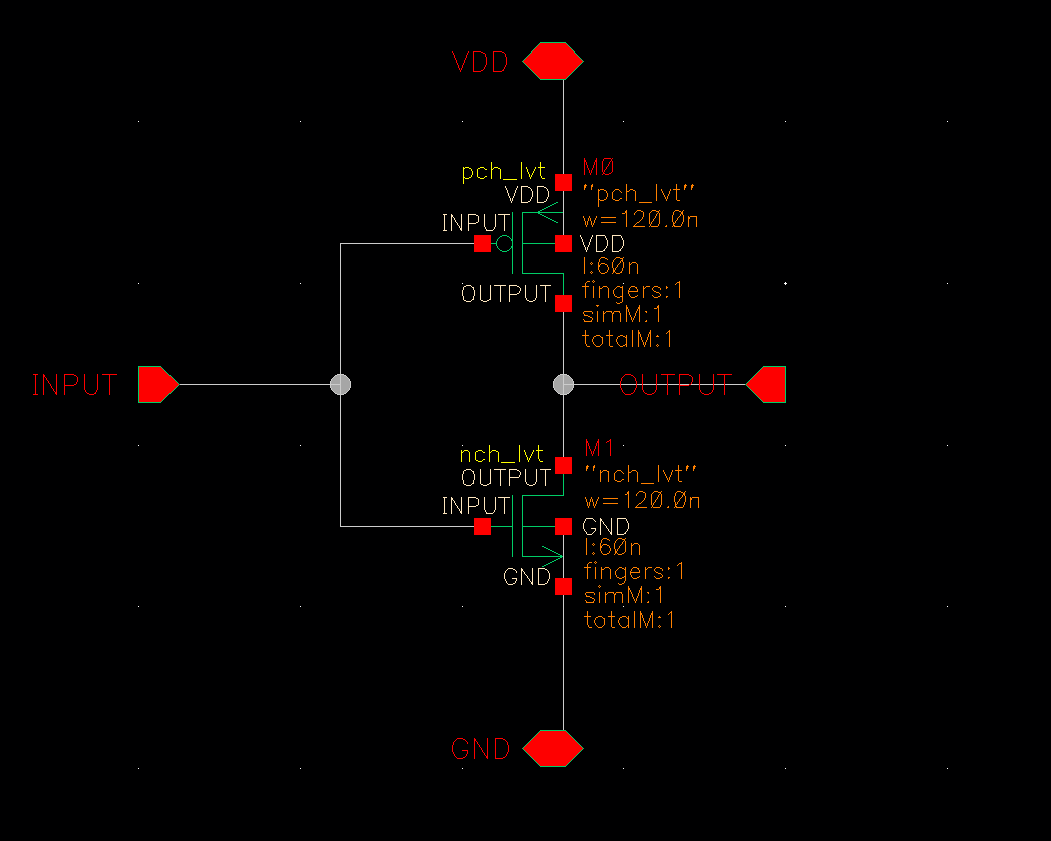 VDD
pch_lvt
M0
VDD
"pch_lvt"
INPUT
w=120.0n
VDD
l:60n
OUTPUT
fingers:1
simM:1
totalM:1
INPUT
OUTPUT
nch_lvt
M1
OUTPUT
"nch_lvt"
INPUT
w=120.0n
GND
l:60n
GND
fingers:1
simM:1
totalM:1
GND